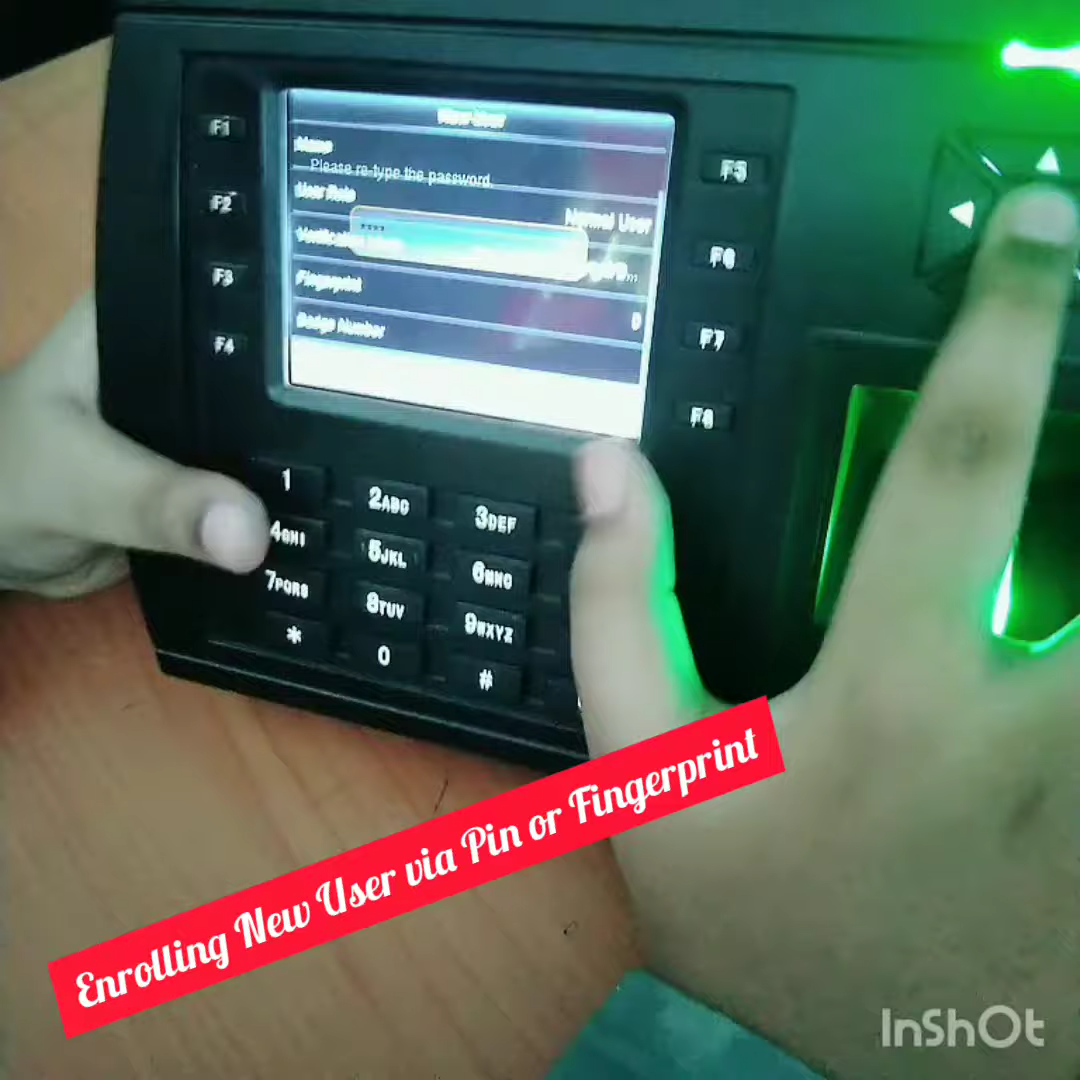 New User
Name
Please re-type the password.
User Role
Normal User
****
Fingerprint
0
Badge Number
F1
F2
F3
F4
F5
F6
F7
F8
1
2ABC
3DEF
4GHI
5JKL
6MNO
7PQRS
8TUV
9WXYZ
*
0
#
Enrolling New User via Pin or Fingerprint
InShOt